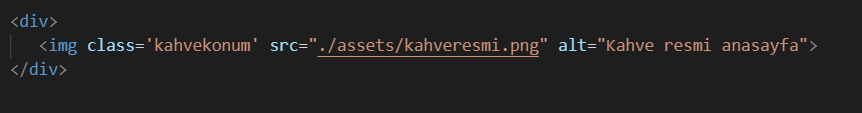 <div>
<img class='kahvekonum' src="./assets/kahveresmi.png" alt="Kahve resmi anasayfa">
</div>